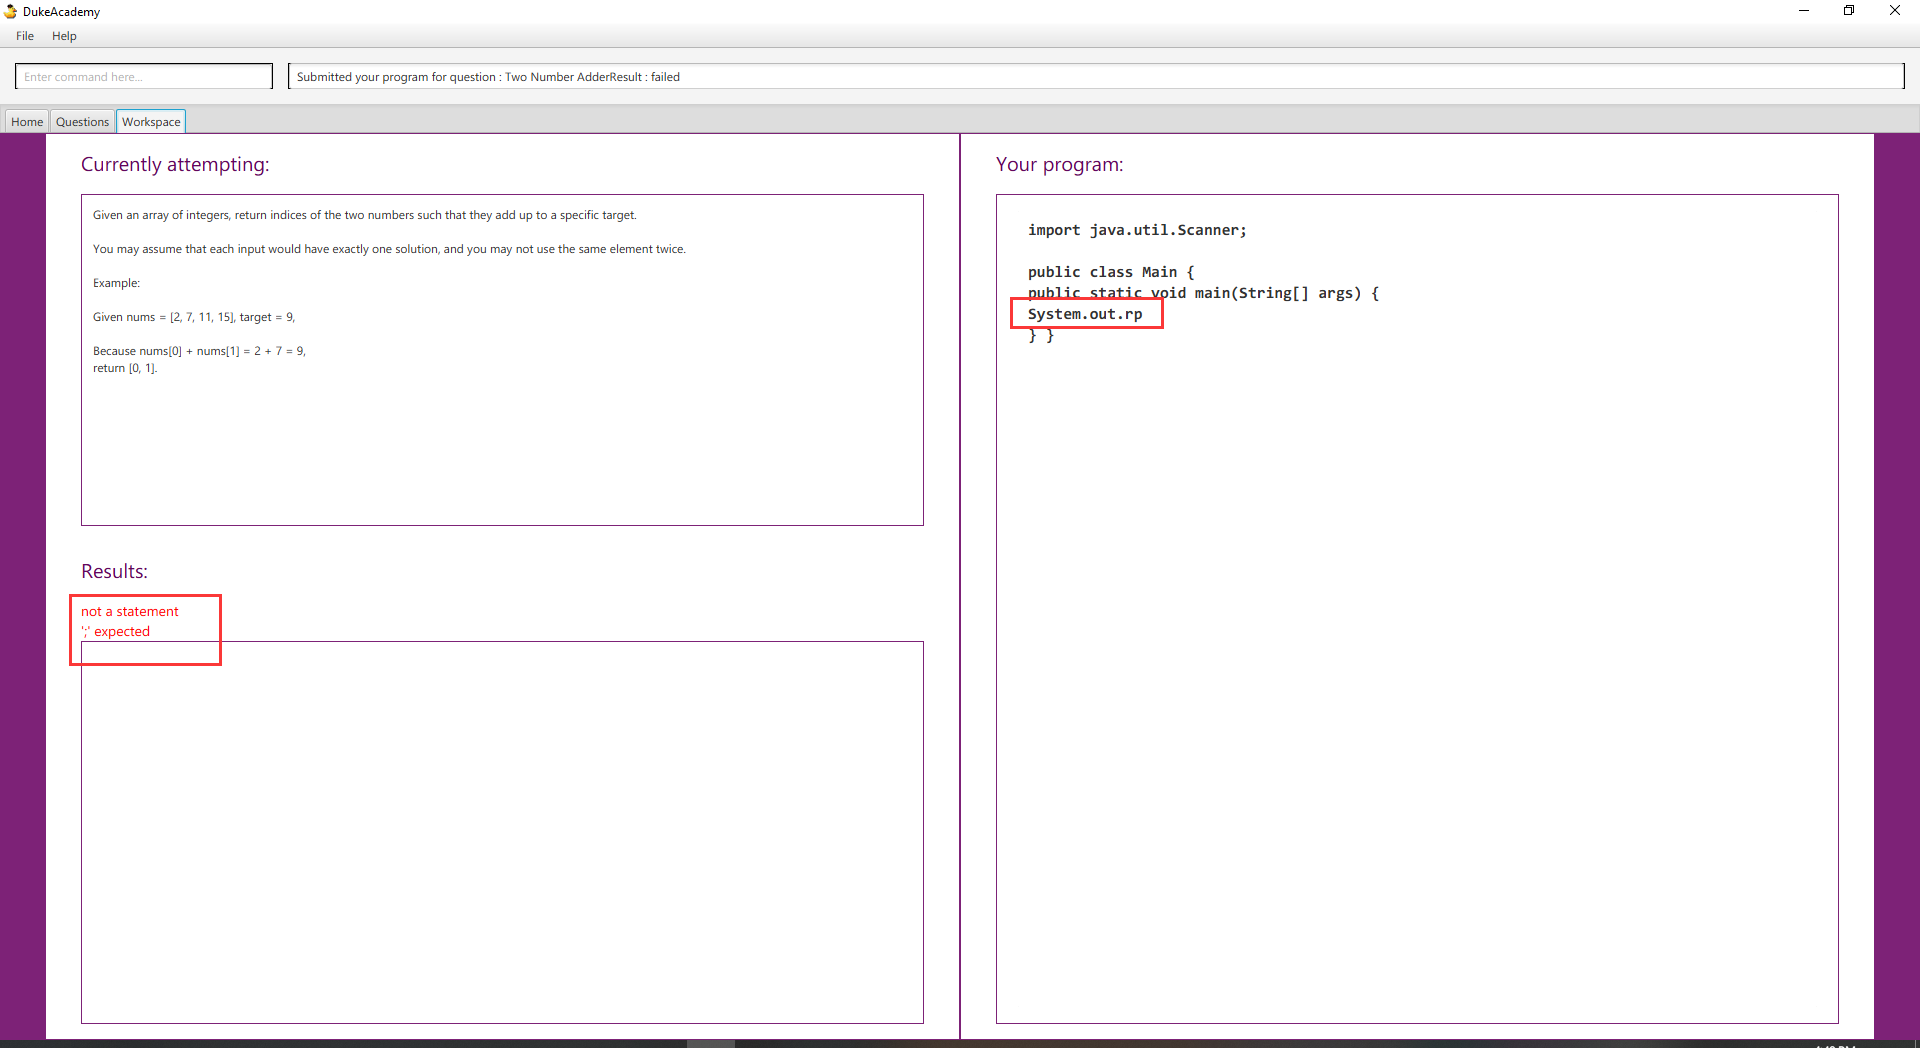 DukeAcademy
File Help
Enter command here...
Submitted your program for question : Two Number AdderResult : failed
Home Questions Workspace
Currently attempting:
Given an array of integers, return indices of the two numbers such that they add up to a specific target.
You may assume that each input would have exactly one solution, and you may not use the same element twice.
Example:
Given nums = [2, 7, 11, 15], target = 9,
Because nums[0] + nums[1] = 2 + 7 = 9,
return [0, 1].
Results:
not a statement
';' expected
Your program:
import java.util.Scanner;
public class Main {
public static void main(String[] args) {
System.out.rp
} }